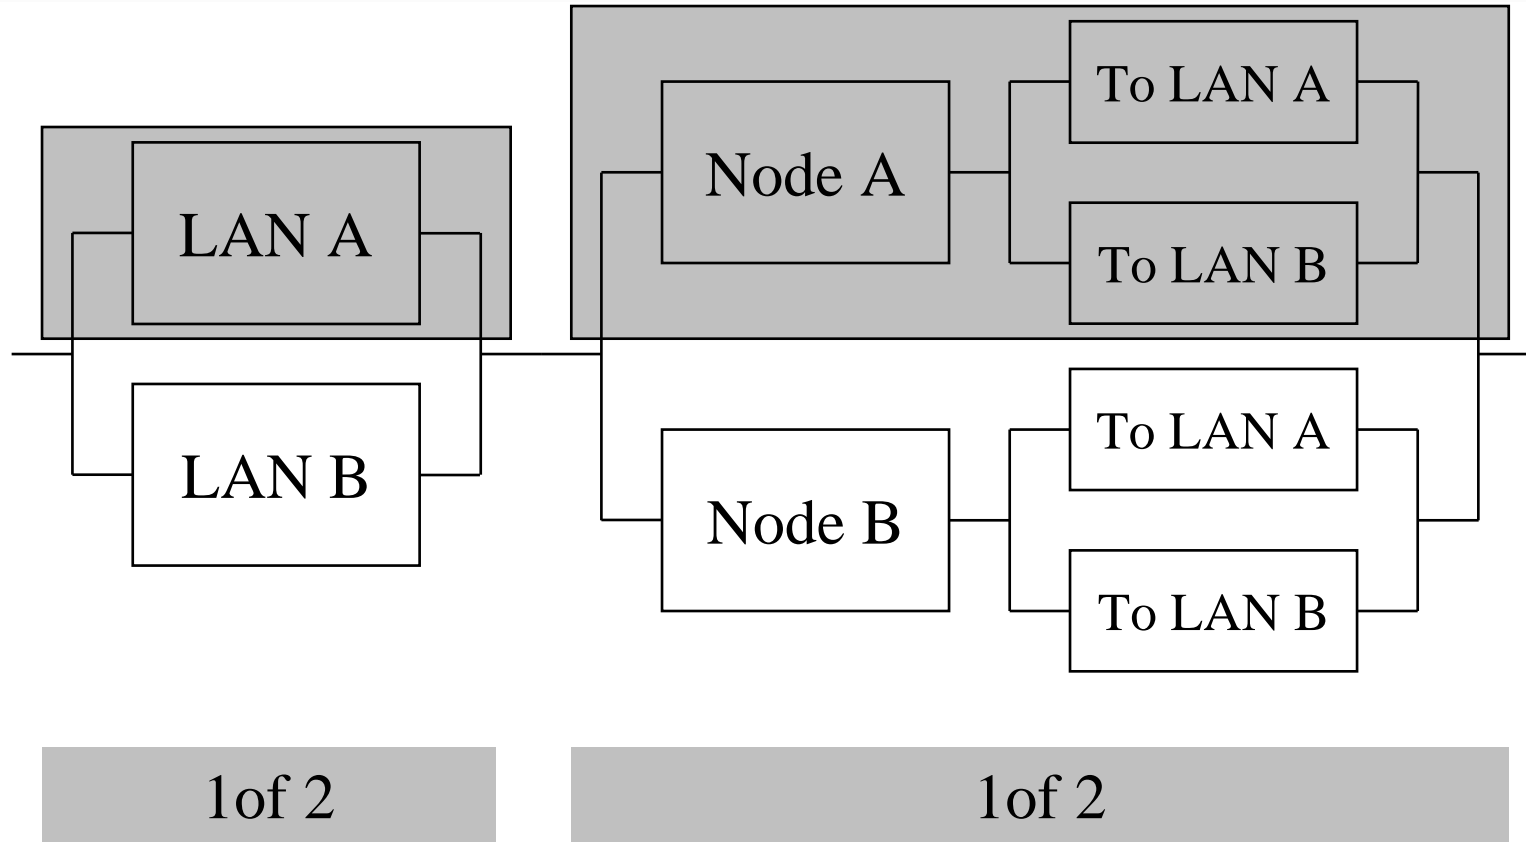 LAN A
LAN B
Node A
To LAN A
To LAN B
Node B
To LAN A
To LAN B
1of 2
1of 2